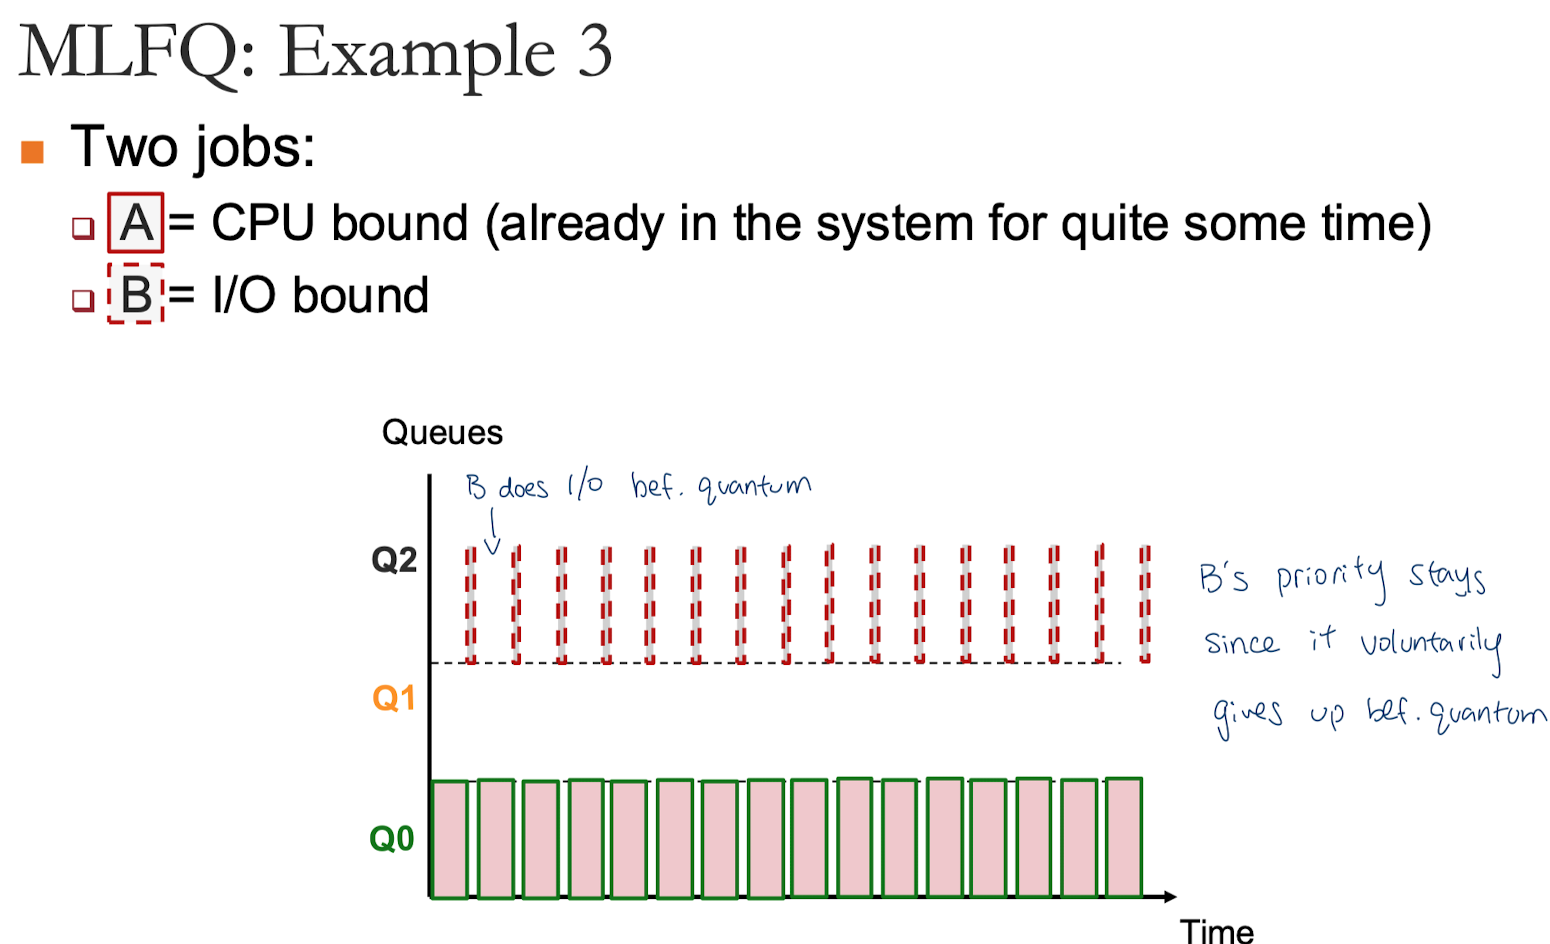 MLFQ: Example 3
Two jobs:
A = CPU bound (already in the system for quite some time)
B = I/O bound
Queues
B does I/O bef. quantum
Q2
B's priority stays
since it voluntarily
gives up bef. quantum
Q1
Q0
Time